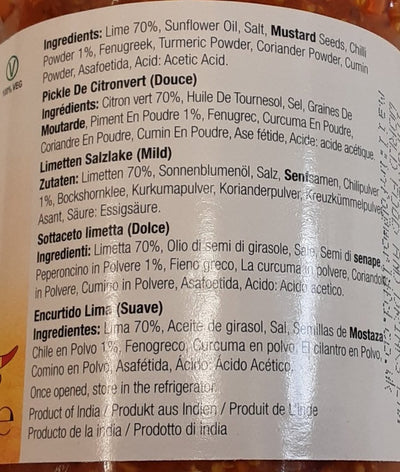 Ingredients: Lime 70%, Sunflower Oil, Salt, Mustard Seeds, Chilli
Powder 1%, Fenugreek, Turmeric Powder, Coriander Powder, Cumin
Powder, Asafoetida, Acid: Acetic Acid.
Pickle De Citronvert (Douce)
Ingrédients: Citron vert 70%, Huile De Tournesol, Sel, Graines De
Moutarde, Piment En Poudre 1%, Fenugrec, Curcuma En Poudre,
Coriandre En Poudre, Cumin En Poudre, Ase fétide, Acide: acide acétique.
Limetten Salzlake (Mild)
Zutaten: Limetten 70%, Sonnenblumenöl, Salz, Senfsamen, Chilipulver
1%, Bockshornklee, Kurkumapulver, Korianderpulver, Kreuzkümmelpulver,
Asant, Säure: Essigsäure.
Sottaceto limetta (Dolce)
Ingredienti: Limetta 70%, Olio di semi di girasole, Sale, Semi di senape,
Peperoncino in Polvere 1%, Fieno greco, La curcuma in polvere, Coriandolo
in Polvere, Cumino in Polvere, Asafoetida, Acido: Acido acetico.
Encurtido Lima (Suave)
Ingredientes: Lima 70%, Aceite de girasol, Sal, Semillas de Mostaza,
Chile en Polvo 1%, Fenogreco, Curcuma en polvo, El cilantro en Polvo,
Comino en Polvo, Asafétida, Ácido: Ácido Acético.
Once opened, store in the refrigerator.
Product of India / Produkt aus Indien / Produit de L'Inde
Producto de la india / Prodotto di india
100% VEG